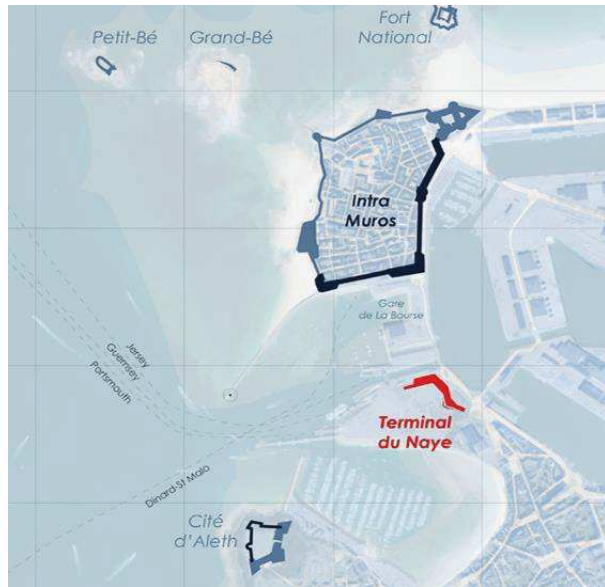 Petit-Bé
Grand-Bé
Fort
National
Intra
Muros
Gare
de La Bourse
Jersey
Guernsey
Portsmouth
Terminal
du Naye
Dinard-St Malo
Cité
d'Aleth